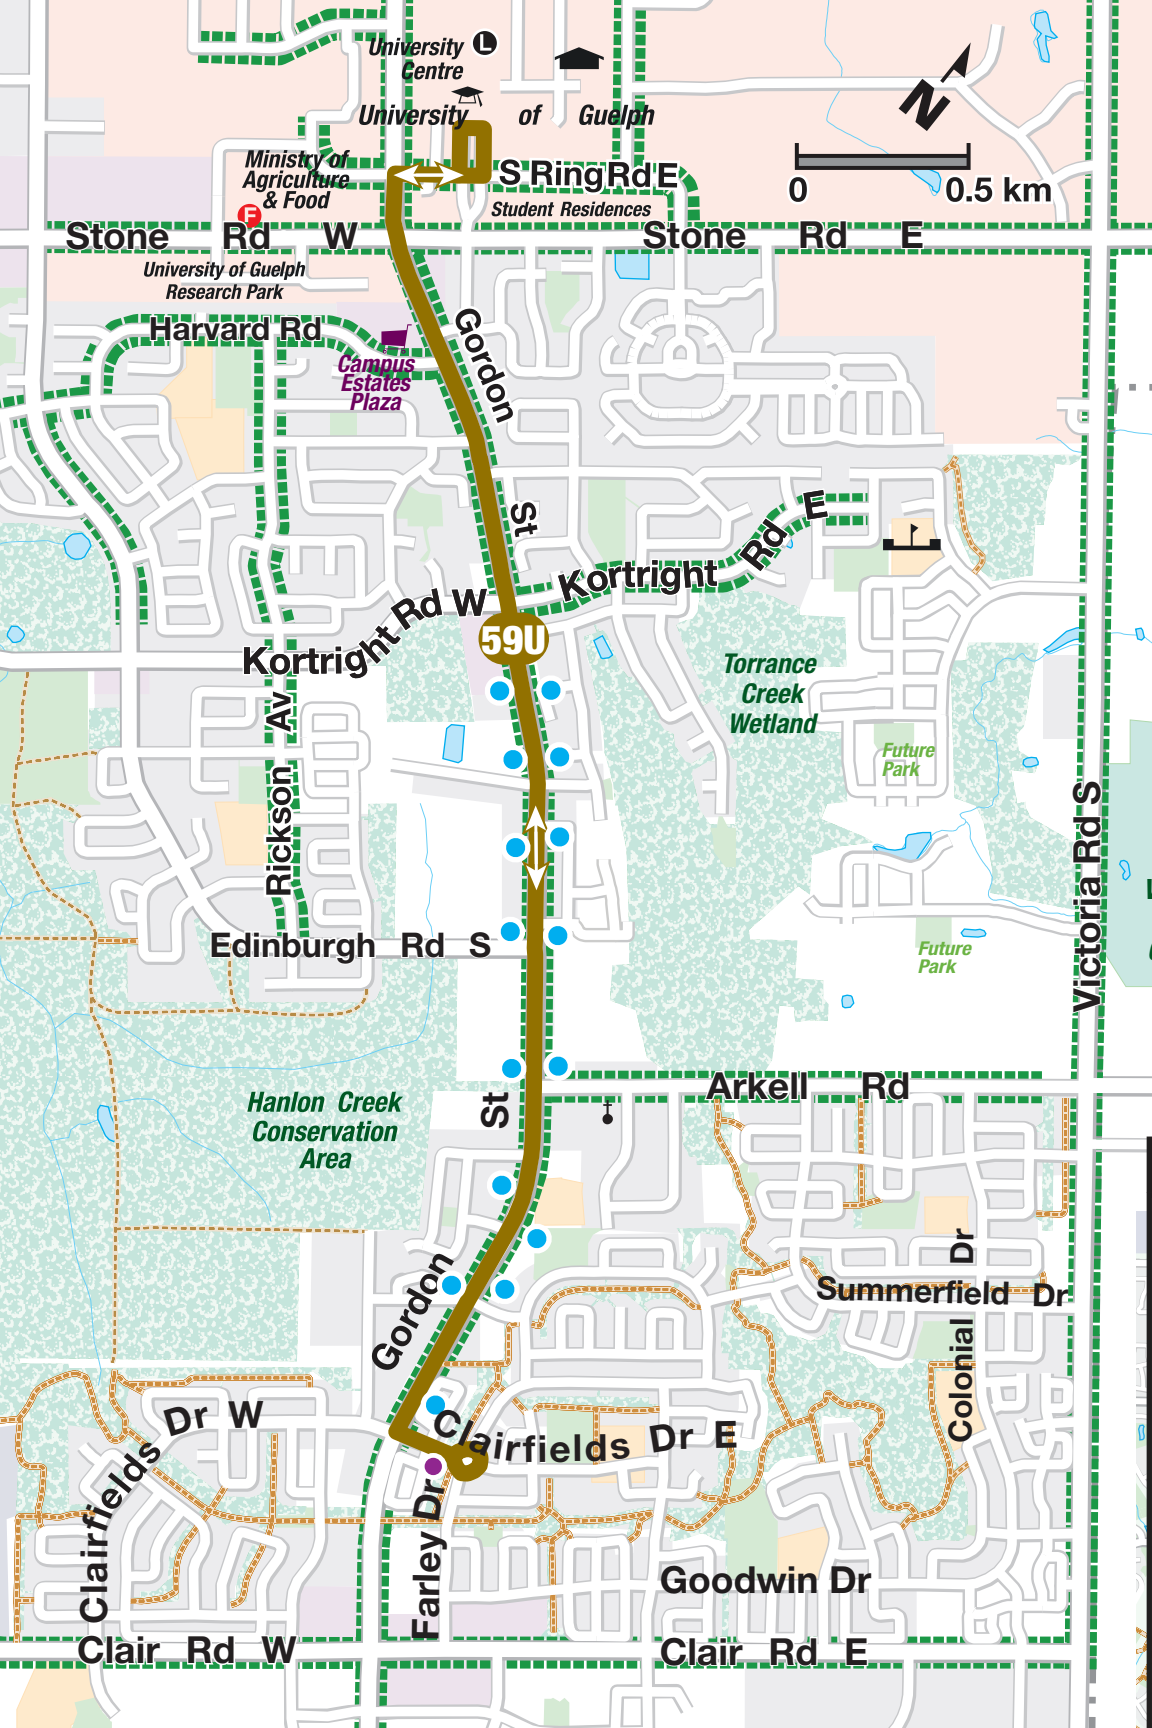 University
Centre
L
University of Guelph
N
Ministry of
Agriculture
& Food
S Ring Rd E
0 0.5 km
Student Residences
F
Stone Rd W
Stone Rd E
University of Guelph
Research Park
Harvard Rd
Gordon
Campus
Estates
Plaza
St
Rd E
Kortright
Kortright Rd W
59U
Torrance
Creek
Wetland
Rickson Av
Future
Park
Victoria Rd S
Edinburgh Rd S
Future
Park
Arkell Rd
St
Hanlon Creek
Conservation
Area
Gordon
Summerfield Dr
Colonial Dr
Clairfields Dr W
Clairfields Dr E
Farley Dr
Goodwin Dr
Clair Rd W
Clair Rd E